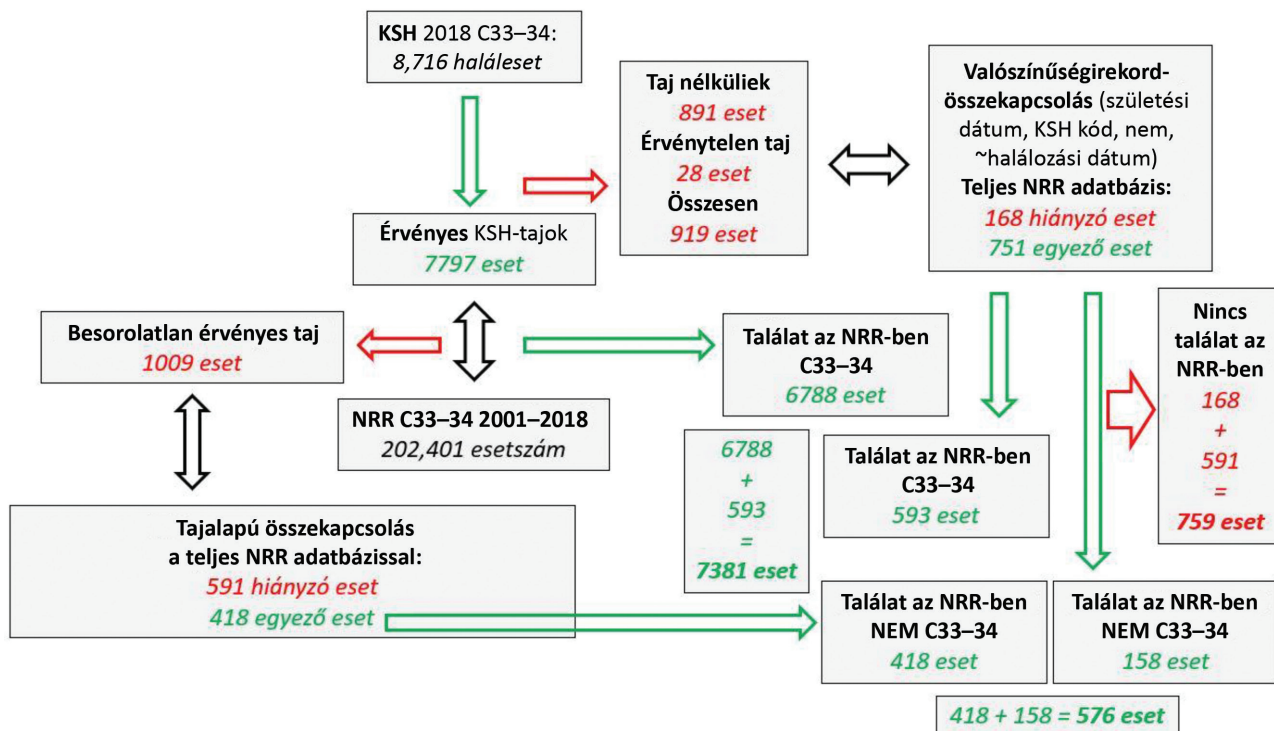 KSH 2018 C33–34:
8,716 haláleset
Taj nélküliek
891 eset
Érvénytelen taj
28 eset
Összesen
919 eset
Valószínűségirekord-
összekapcsolás (születési
dátum, KSH kód, nem,
~halálozási dátum)
Teljes NRR adatbázis:
168 hiányzó eset
751 egyező eset
Érvényes KSH-tajok
7797 eset
Besorolatlan érvényes taj
1009 eset
NRR C33–34 2001–2018
202,401 esetszám
Találat az NRR-ben
C33–34
6788 eset
Nincs
találat az
NRR-ben
168
+
591
=
759 eset
6788
+
593
=
7381 eset
Találat az NRR-ben
C33–34
593 eset
Tajalapú összekapcsolás
a teljes NRR adatbázissal:
591 hiányzó eset
418 egyező eset
Találat az NRR-ben
NEM C33–34
418 eset
Találat az NRR-ben
NEM C33–34
158 eset
418 + 158 = 576 eset